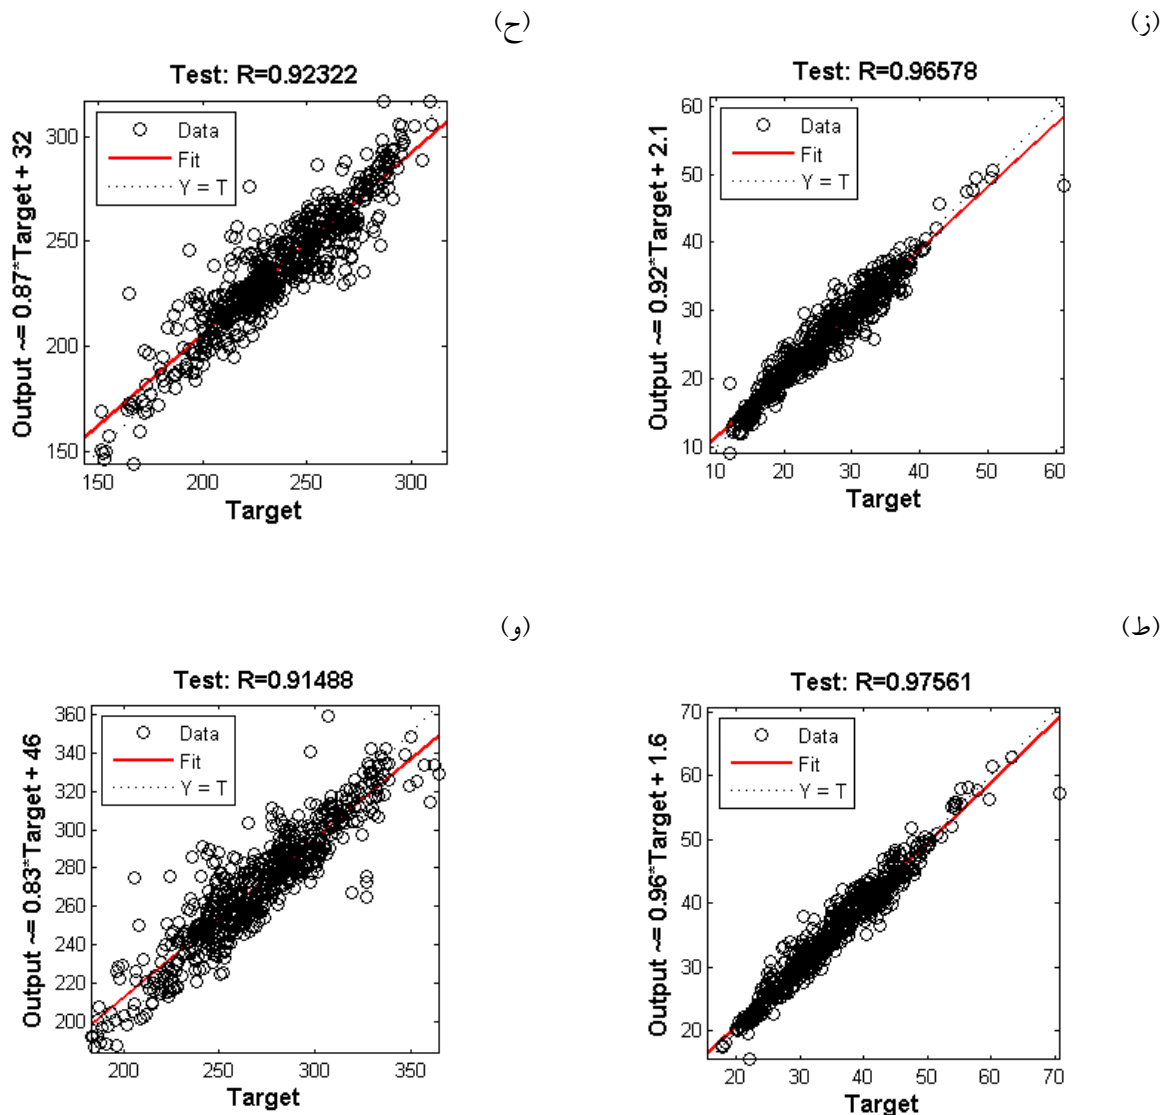 (ح)
Test: R=0.92322
Output ~= 0.87*Target + 32
Data
Fit
Y = T
300
250
200
150
150 200 250 300
Target
(ز)
Test: R=0.96578
Output ~= 0.92*Target + 2.1
Data
Fit
Y = T
60
50
40
30
20
10
10 20 30 40 50 60
Target
(و)
Test: R=0.91488
Output ~= 0.83*Target + 46
Data
Fit
Y = T
360
340
320
300
280
260
240
220
200
200 250 300 350
Target
(ط)
Test: R=0.97561
Output ~= 0.96*Target + 1.6
Data
Fit
Y = T
70
60
50
40
30
20
20 30 40 50 60 70
Target